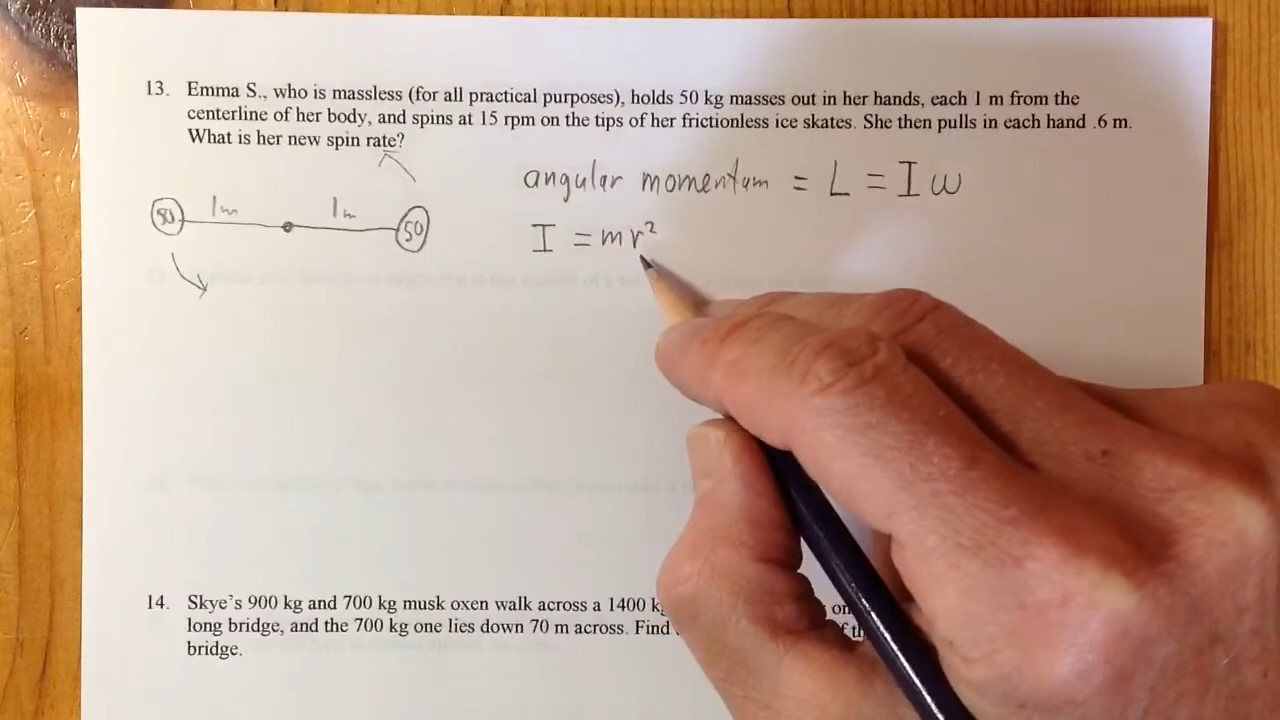 13. Emma S., who is massless (for all practical purposes), holds 50 kg masses out in her hands, each 1 m from the
centerline of her body, and spins at 15 rpm on the tips of her frictionless ice skates. She then pulls in each hand .6 m.
What is her new spin rate?
angular momentum = L = I ω
1m 1m
50 50
I = mr²
14. Skye's 900 kg and 700 kg musk oxen walk across a 1400 on
long bridge, and the 700 kg one lies down 70 m across. Find
bridge.